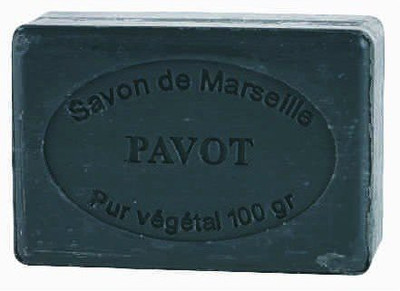 Savon de Marseille
PAVOT
Pur végétal 100 gr